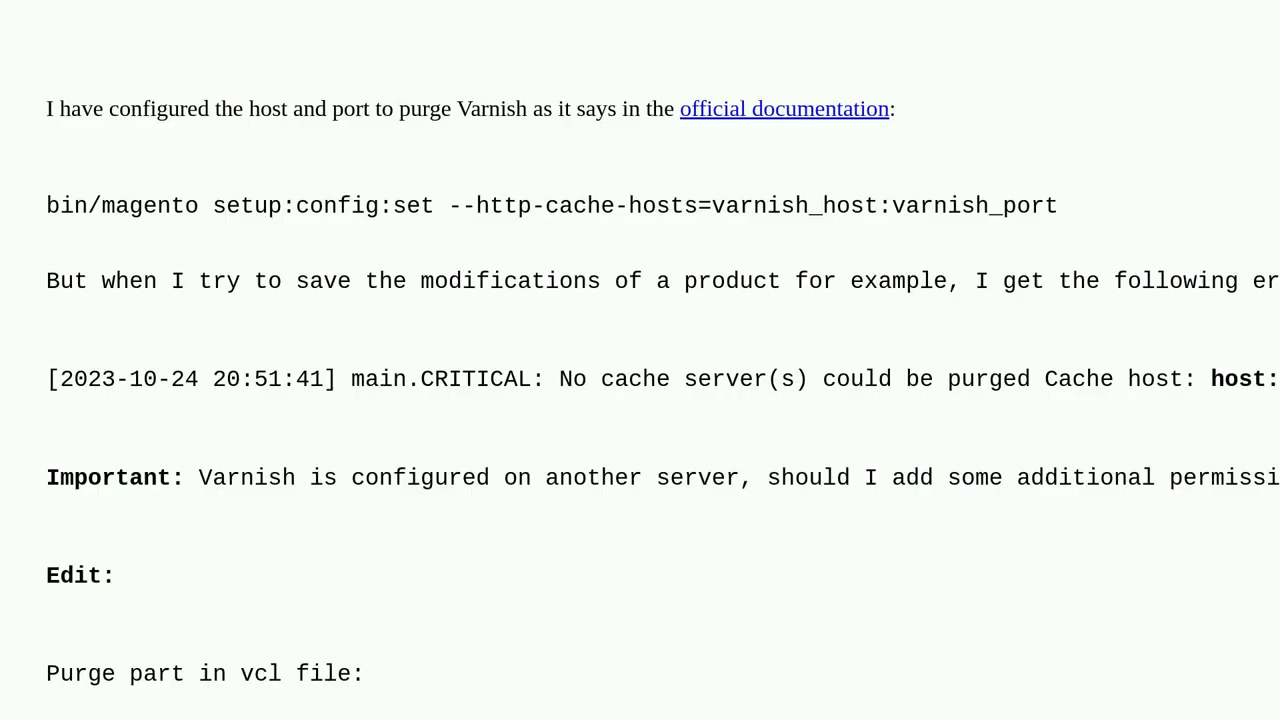 I have configured the host and port to purge Varnish as it says in the official documentation:
bin/magento setup:config:set --http-cache-hosts=varnish_host:varnish_port
But when I try to save the modifications of a product for example, I get the following er
[2023-10-24 20:51:41] main.CRITICAL: No cache server(s) could be purged Cache host: host:
Important: Varnish is configured on another server, should I add some additional permissi
Edit:
Purge part in vcl file: